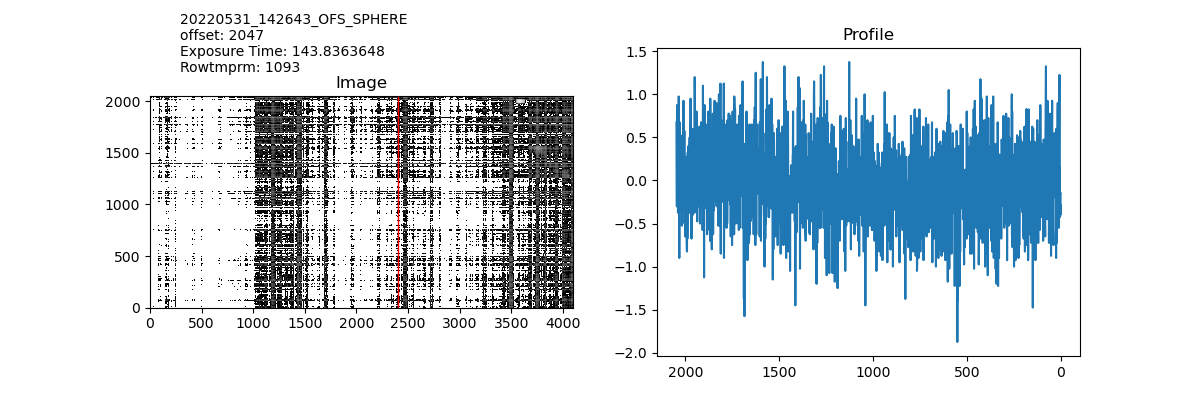 20220531_142643_OFS_SPHERE
offset: 2047
Exposure Time: 143.8363648
Rowtmprm: 1093
Image
2000
1500
1000
500
0
0 500 1000 1500 2000 2500 3000 3500 4000
Profile
1.5
1.0
0.5
0.0
−0.5
−1.0
−1.5
−2.0
2000 1500 1000 500 0